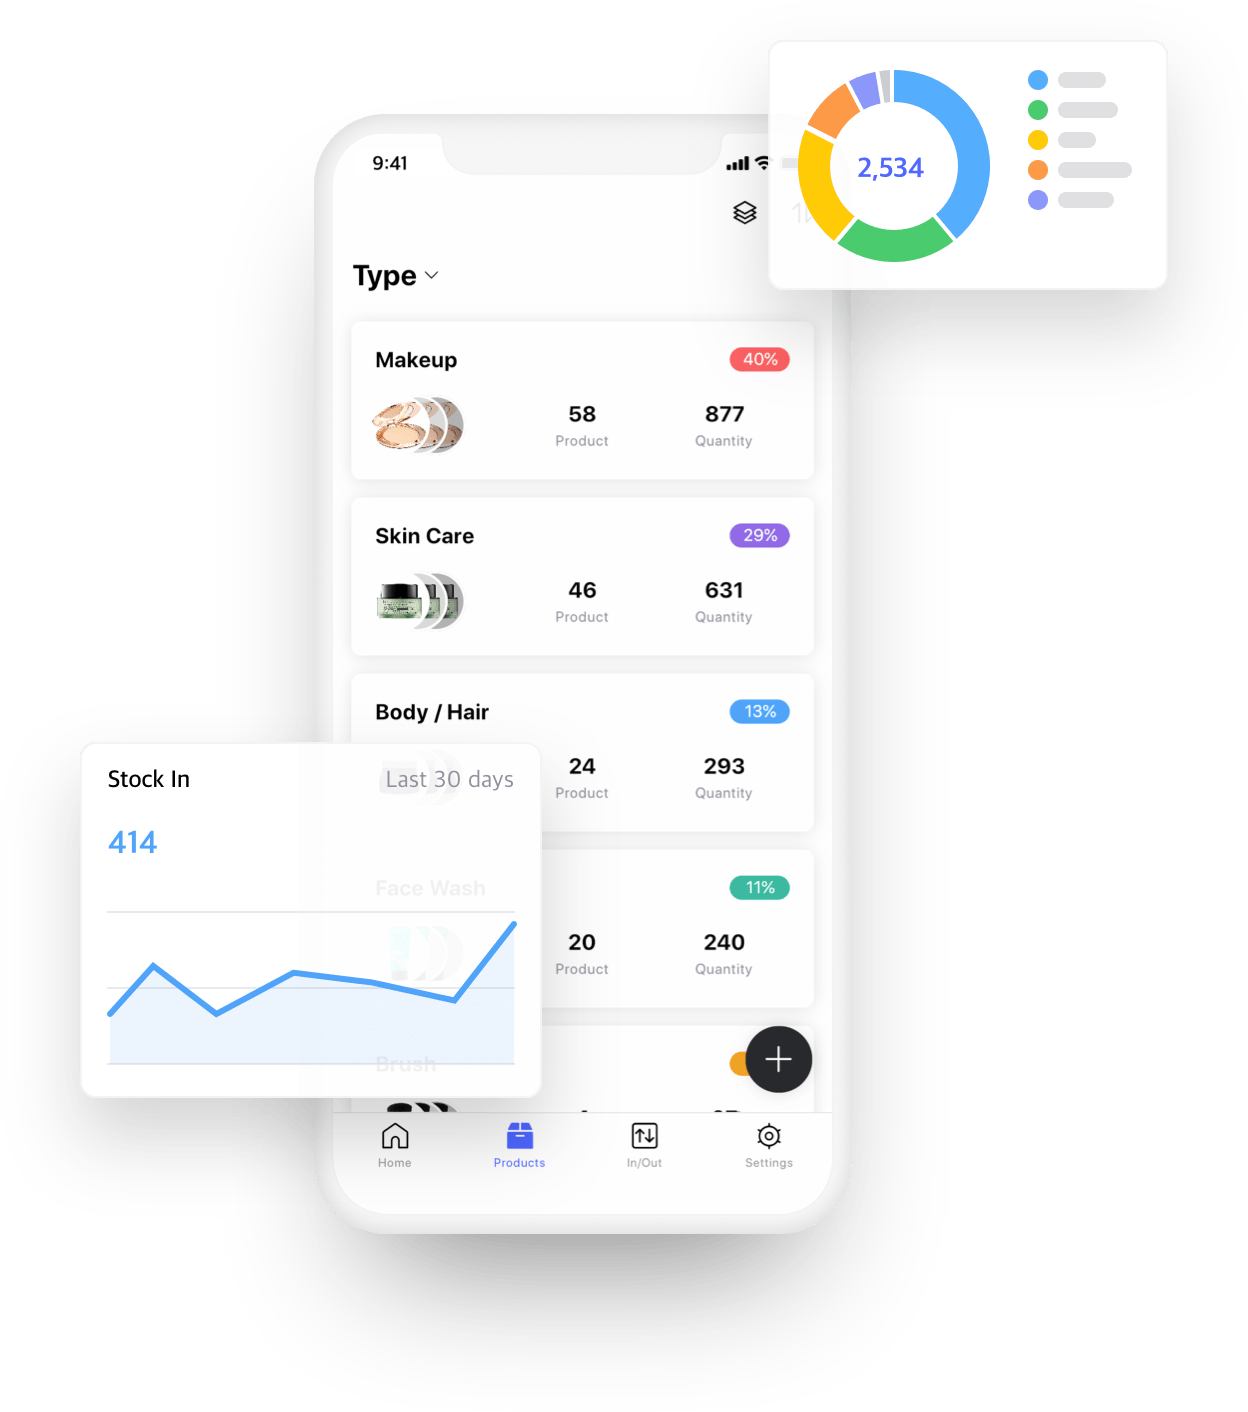 9:41
2,534
Type
Makeup
40%
58
877
Product
Quantity
Skin Care
29%
46
631
Product
Quantity
Body / Hair
13%
24
293
Product
Quantity
Stock In
Last 30 days
414
Face Wash
11%
20
240
Product
Quantity
Brush
Home
Products
In/Out
Settings